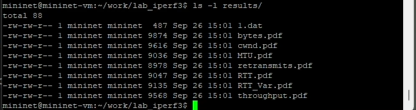 mininet@mininet-vm:~/work/lab_iperf3$ ls -l results/
total 88
-rw-rw-r-- 1 mininet mininet  487 Sep 26 15:01 1.dat
-rw-rw-r-- 1 mininet mininet 9874 Sep 26 15:01 bytes.pdf
-rw-rw-r-- 1 mininet mininet 9616 Sep 26 15:01 cwnd.pdf
-rw-rw-r-- 1 mininet mininet 9036 Sep 26 15:01 MTU.pdf
-rw-rw-r-- 1 mininet mininet 8978 Sep 26 15:01 retransmits.pdf
-rw-rw-r-- 1 mininet mininet 9047 Sep 26 15:01 RTT.pdf
-rw-rw-r-- 1 mininet mininet 9135 Sep 26 15:01 RTT_Var.pdf
-rw-rw-r-- 1 mininet mininet 9568 Sep 26 15:01 throughput.pdf
mininet@mininet-vm:~/work/lab_iperf3$